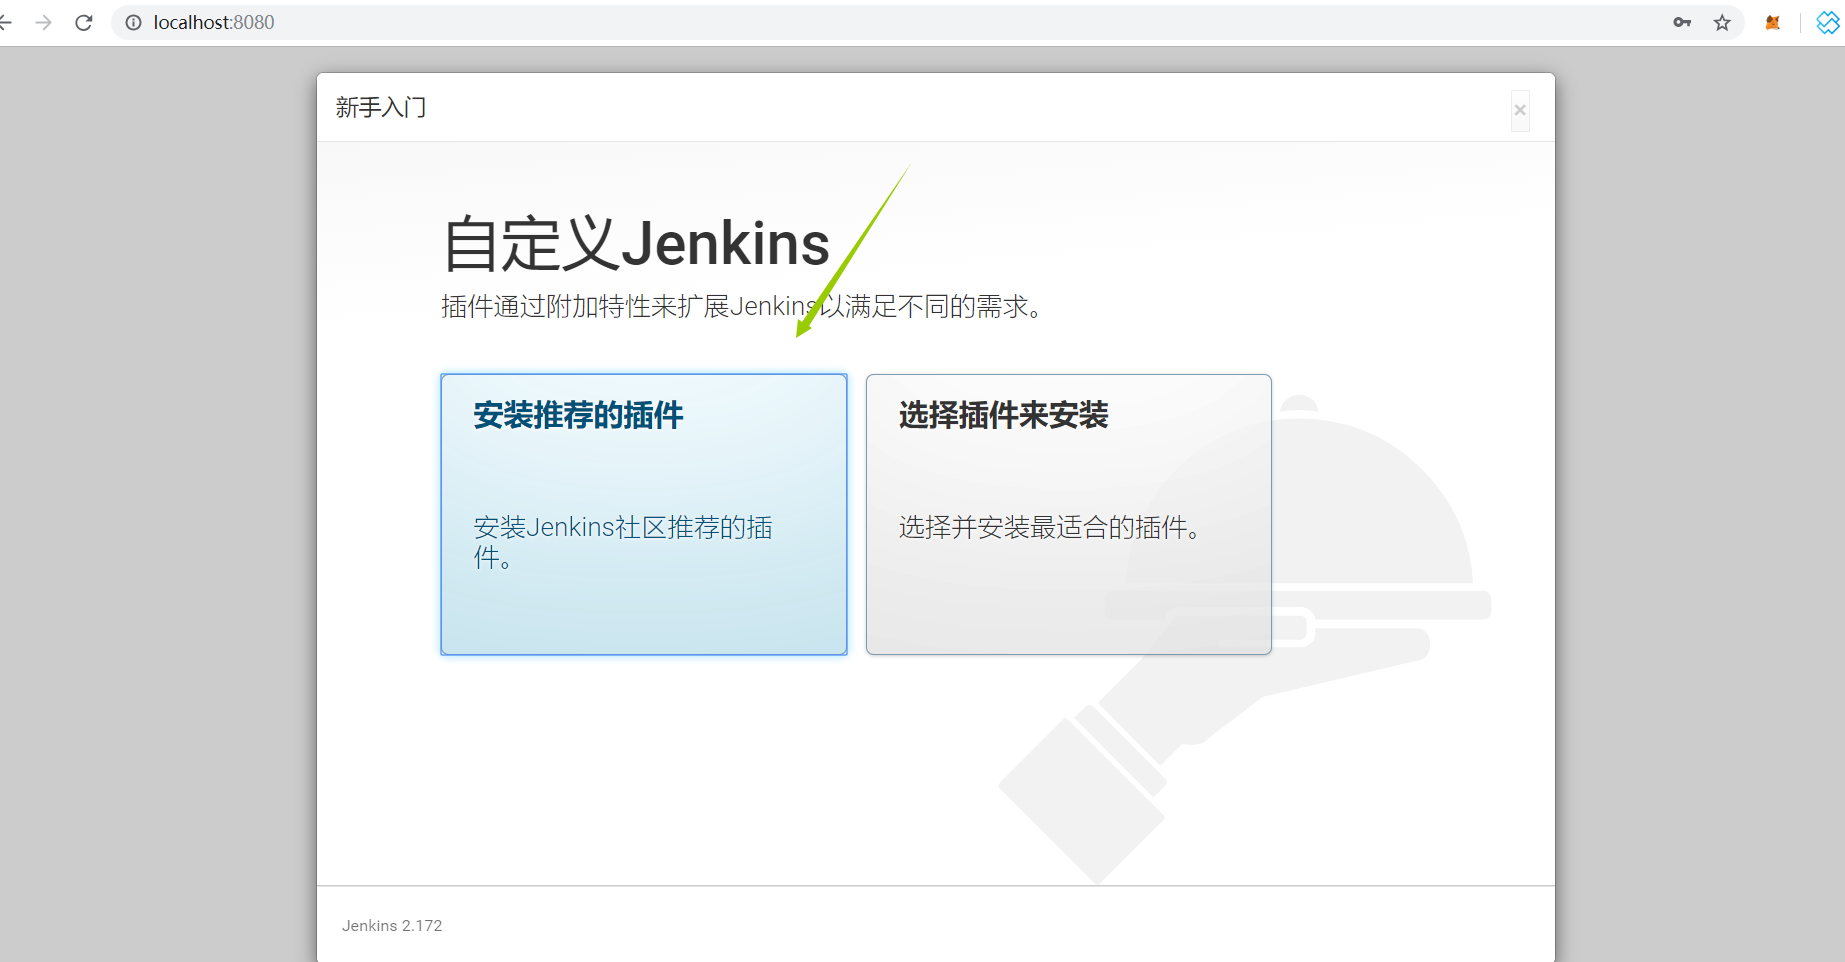 localhost:8080
新手入门
×
自定义Jenkins
插件通过附加特性来扩展Jenkins以满足不同的需求。
安装推荐的插件
安装Jenkins社区推荐的插
件。
选择插件来安装
选择并安装最适合的插件。
Jenkins 2.172